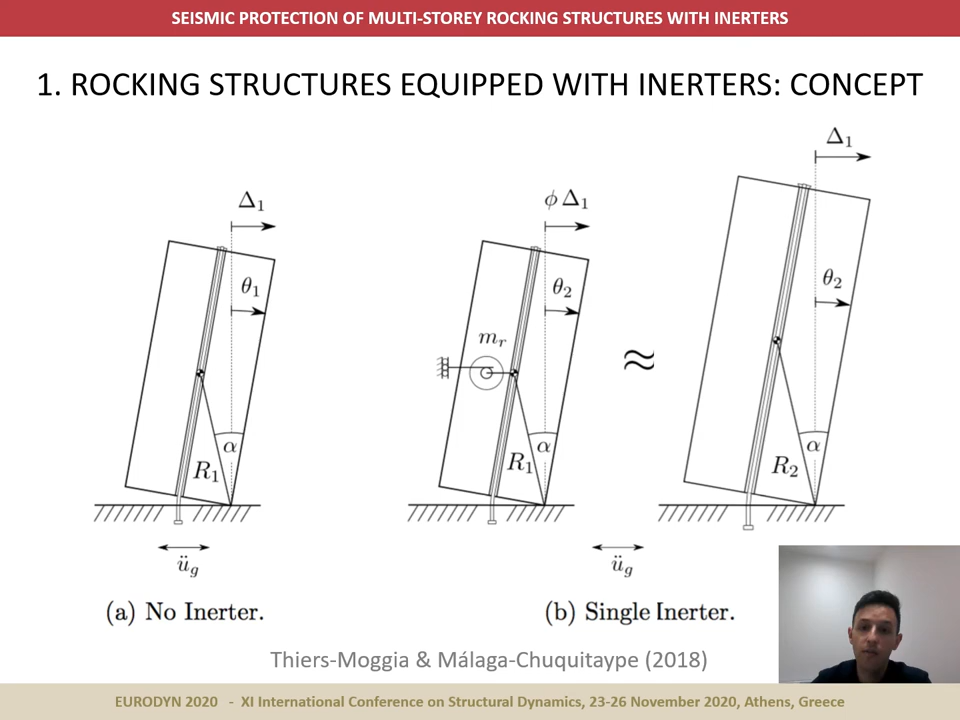 SEISMIC PROTECTION OF MULTI-STOREY ROCKING STRUCTURES WITH INERTERS
1. ROCKING STRUCTURES EQUIPPED WITH INERTERS: CONCEPT
Δ₁
θ₁
α
R₁
ü_g
(a) No Inerter.
ϕ Δ₁
θ₂
m_r
α
R₁
≈
Δ₁
θ₂
α
R₂
ü_g
(b) Single Inerter.
Thiers-Moggia & Málaga-Chuquitaype (2018)
EURODYN 2020 - XI International Conference on Structural Dynamics, 23-26 November 2020, Athens, Greece